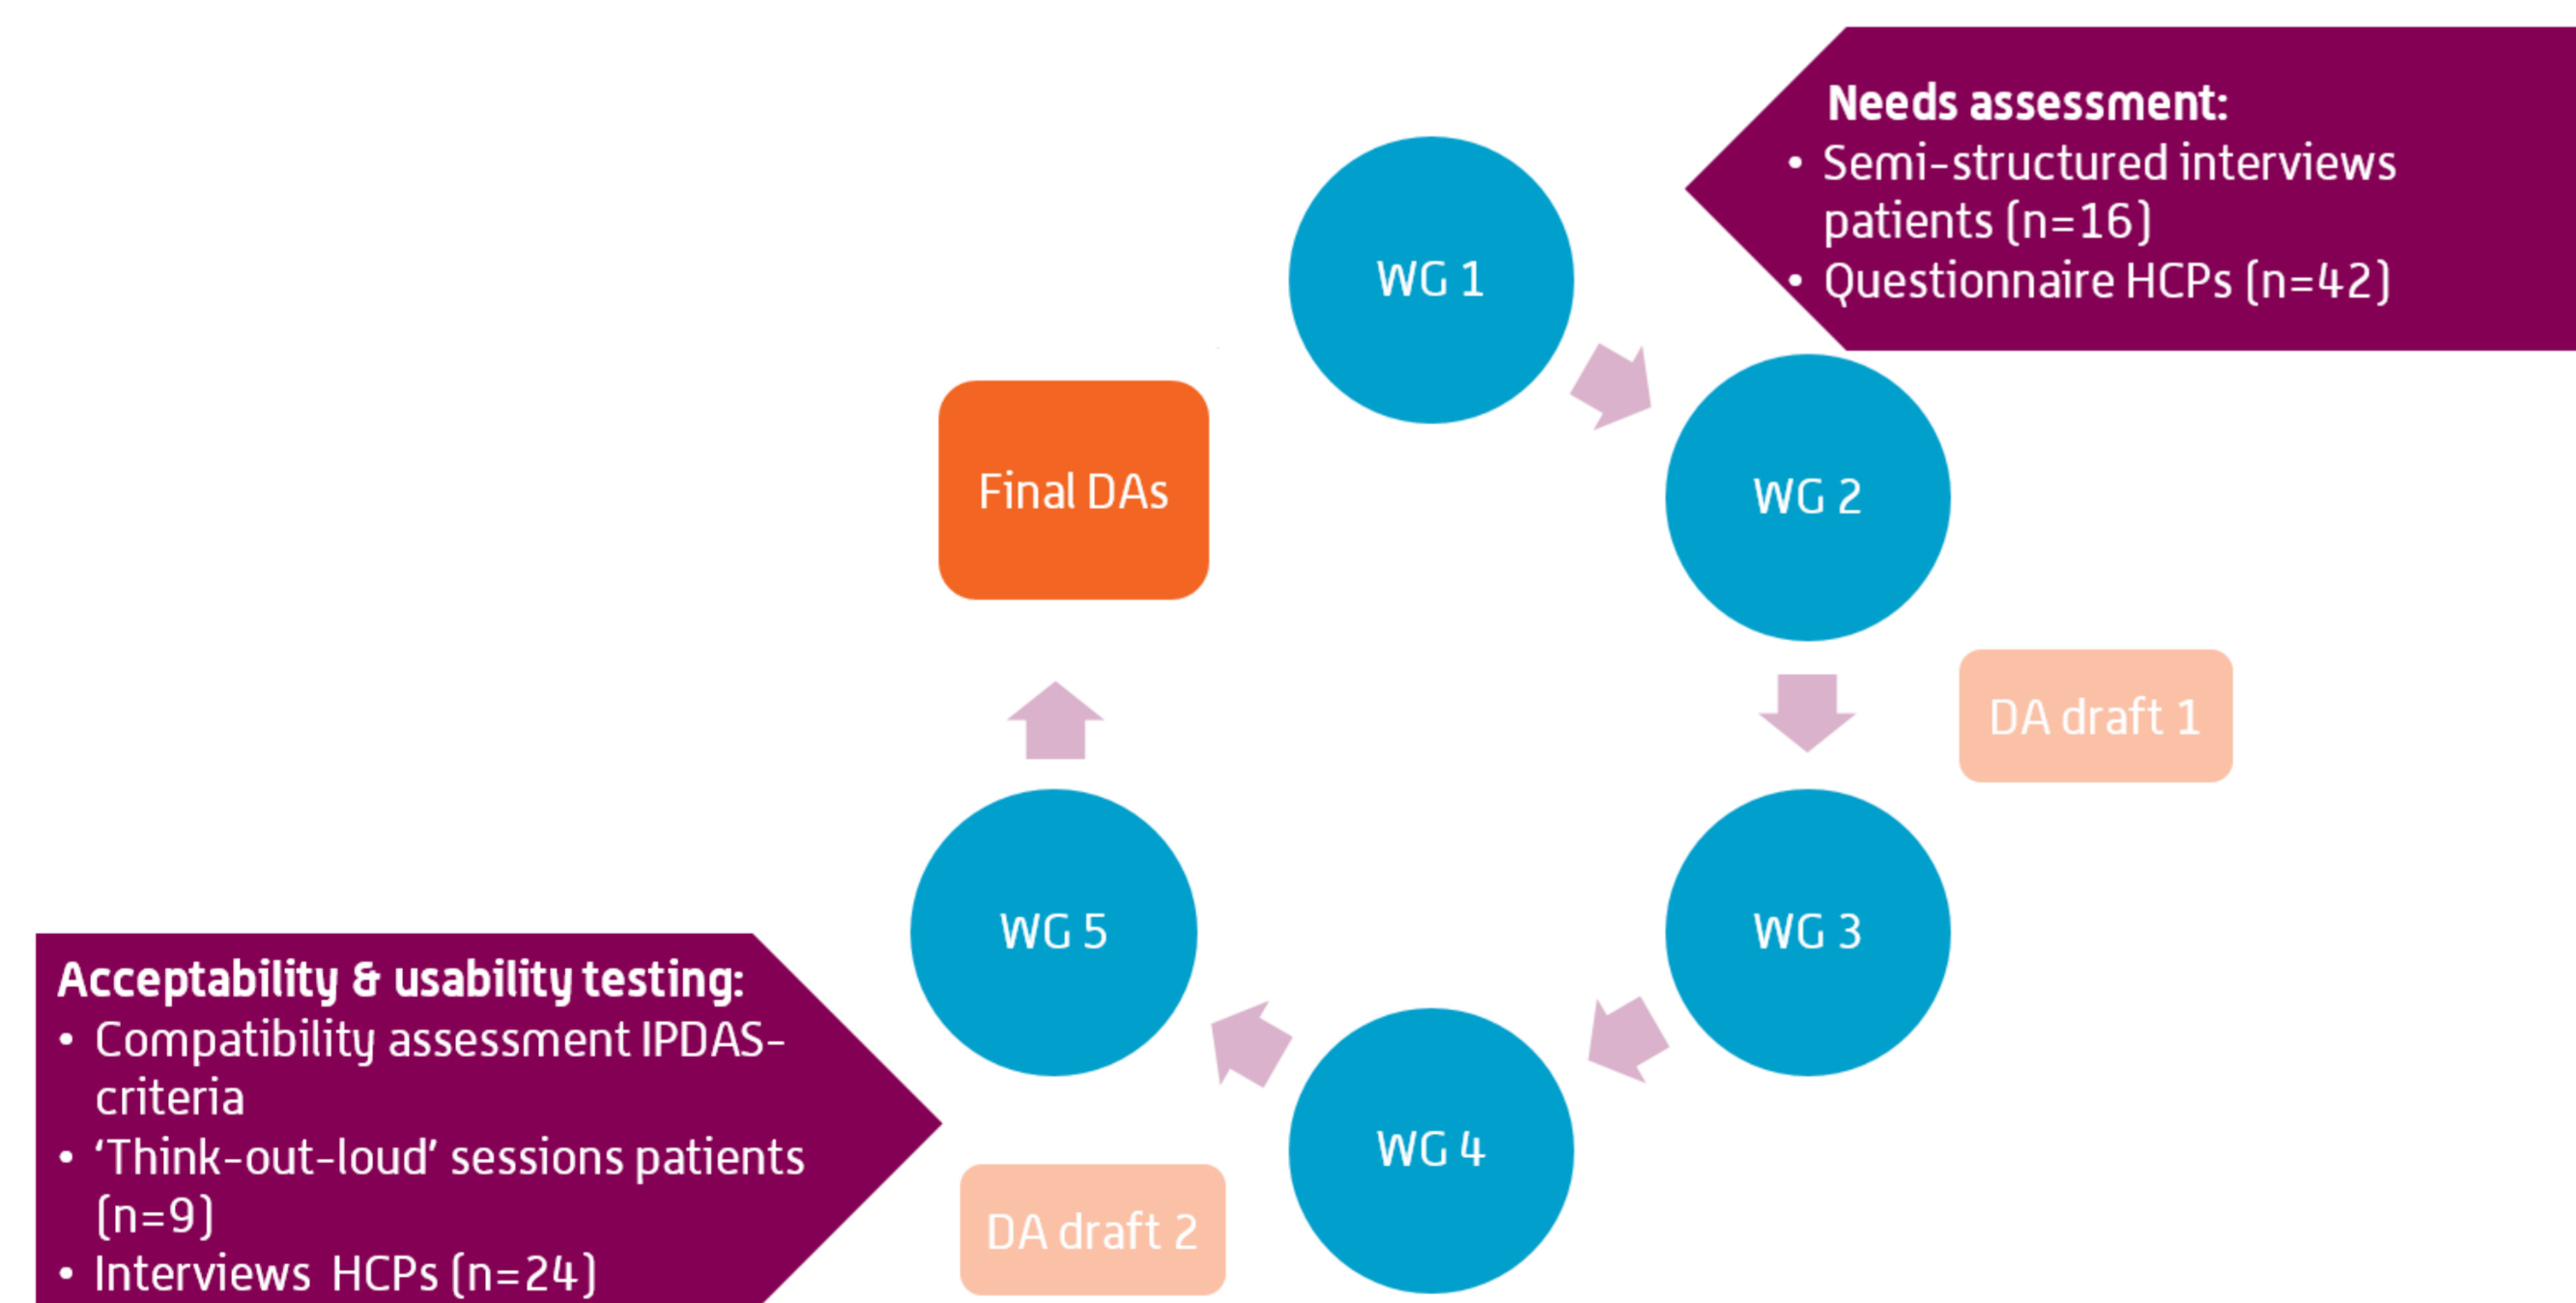 Needs assessment:
• Semi-structured interviews
patients (n=16)
• Questionnaire HCPs (n=42)
WG 1
WG 2
Final DAs
DA draft 1
WG 5
WG 3
WG 4
DA draft 2
Acceptability & usability testing:
• Compatibility assessment IPDAS-
criteria
• ‘Think-out-loud’ sessions patients
(n=9)
• Interviews HCPs (n=24)